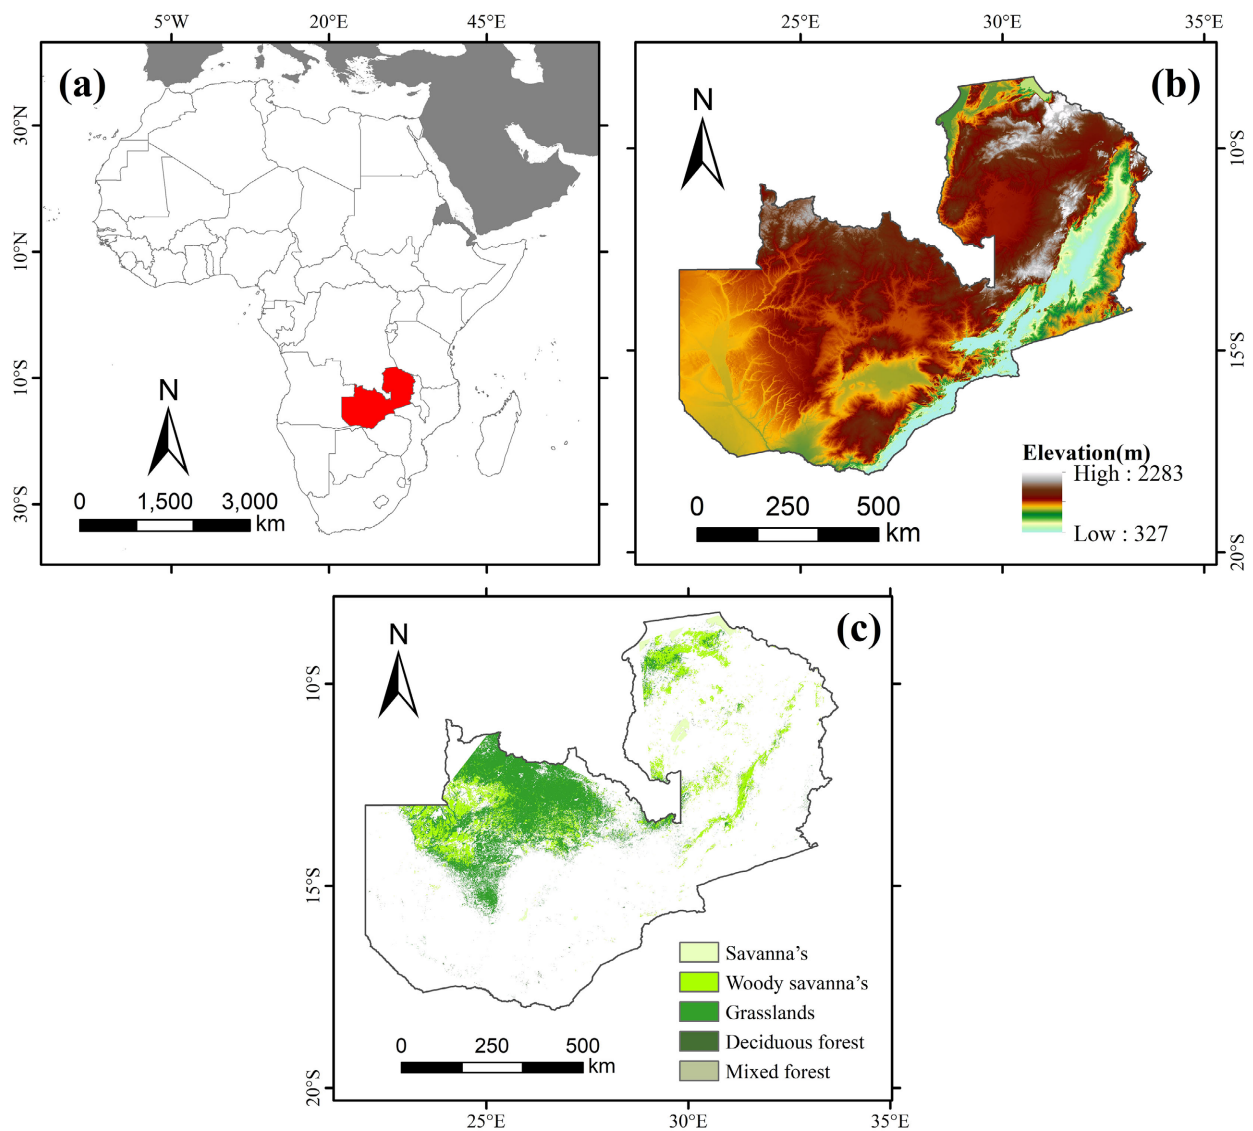 5°W
20°E
45°E
(a)
N
30°N
10°N
10°S
30°S
N
0
1,500
3,000
km
25°E
30°E
35°E
(b)
N
10°S
15°S
20°S
0
250
500
km
Elevation(m)
High : 2283
Low : 327
(c)
N
10°S
15°S
20°S
Savanna's
Woody savanna's
Grasslands
Deciduous forest
Mixed forest
0
250
500
km
25°E
30°E
35°E